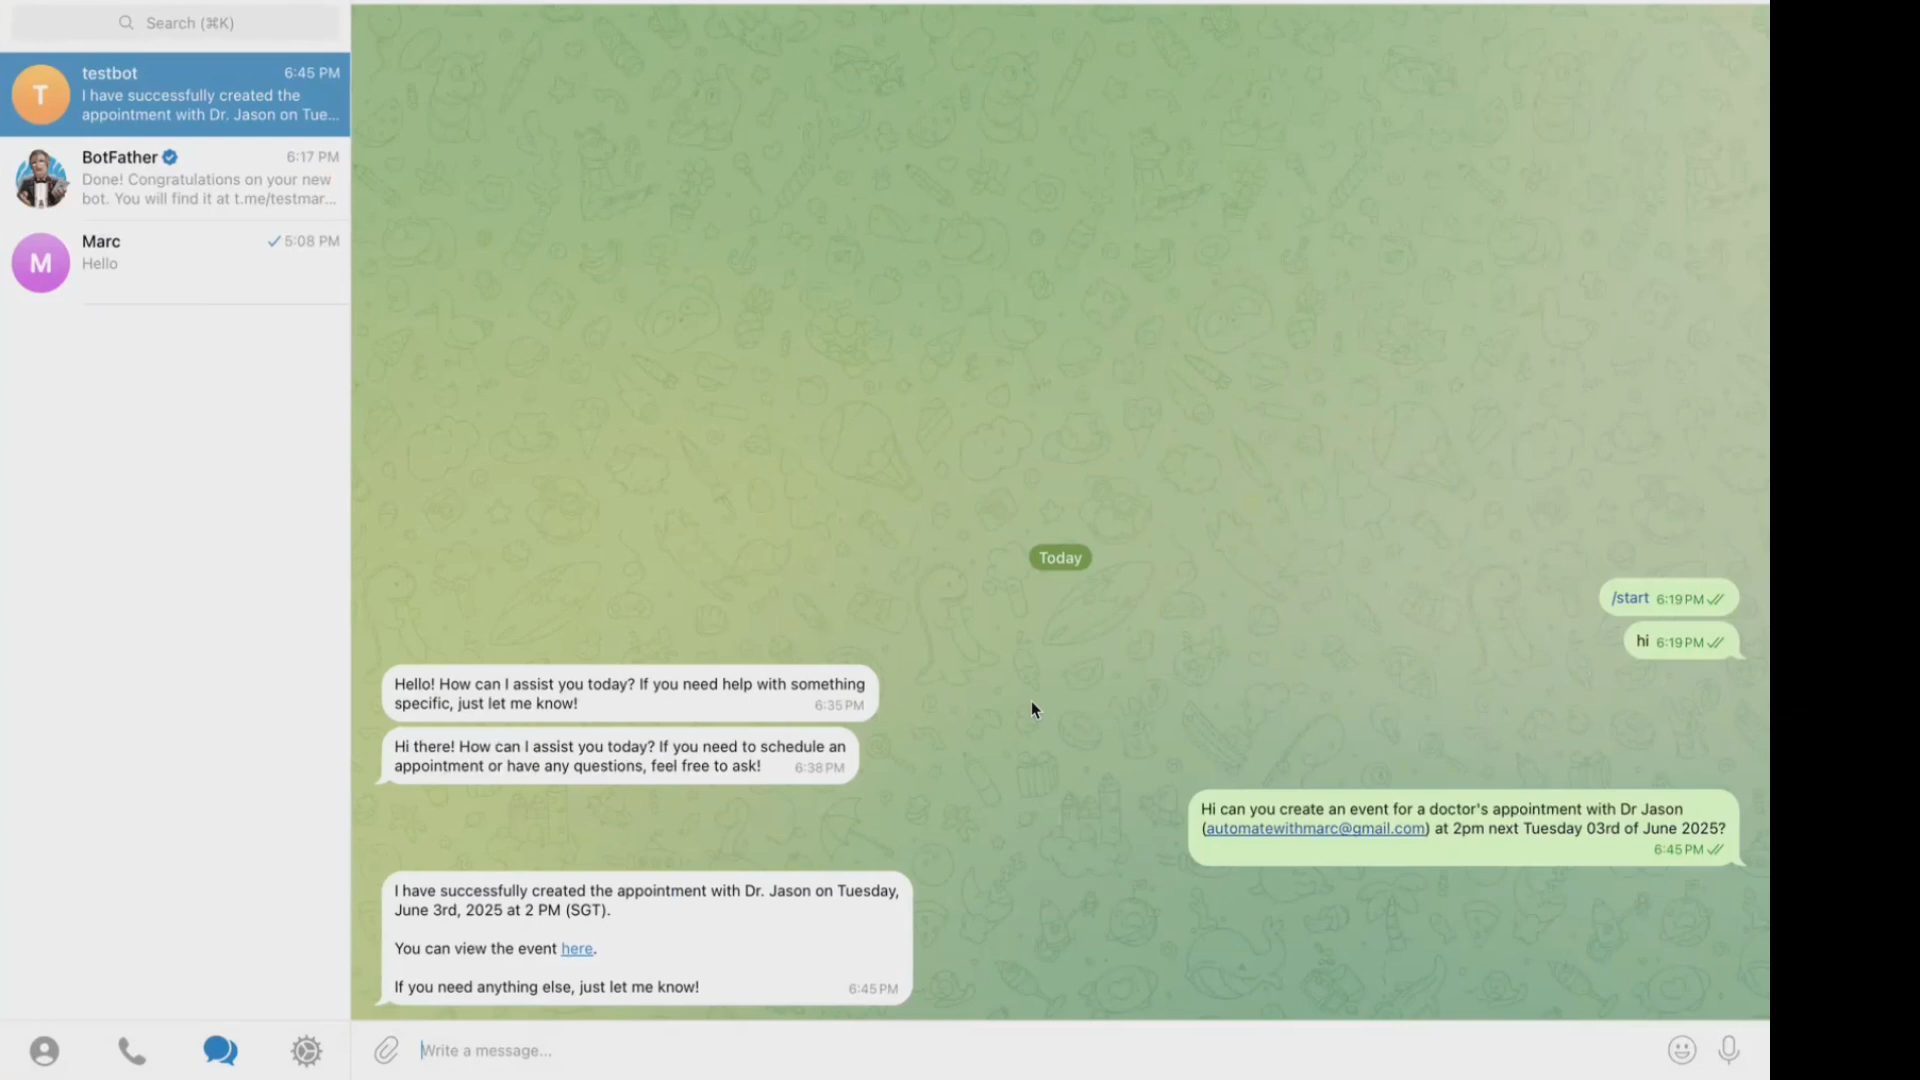 Search (⌘K)
testbot 6:45 PM
T
I have successfully created the
appointment with Dr. Jason on Tue...
BotFather 6:17 PM
Done! Congratulations on your new
bot. You will find it at t.me/testmar...
Marc 5:08 PM
M
Hello
Today
/start 6:19 PM
hi 6:19 PM
Hello! How can I assist you today? If you need help with something
specific, just let me know! 6:35 PM
Hi there! How can I assist you today? If you need to schedule an
appointment or have any questions, feel free to ask! 6:38 PM
Hi can you create an event for a doctor's appointment with Dr Jason
(automatewithmarc@gmail.com) at 2pm next Tuesday 03rd of June 2025?
6:45 PM
I have successfully created the appointment with Dr. Jason on Tuesday,
June 3rd, 2025 at 2 PM (SGT).
You can view the event here.
If you need anything else, just let me know! 6:45 PM
Write a message...